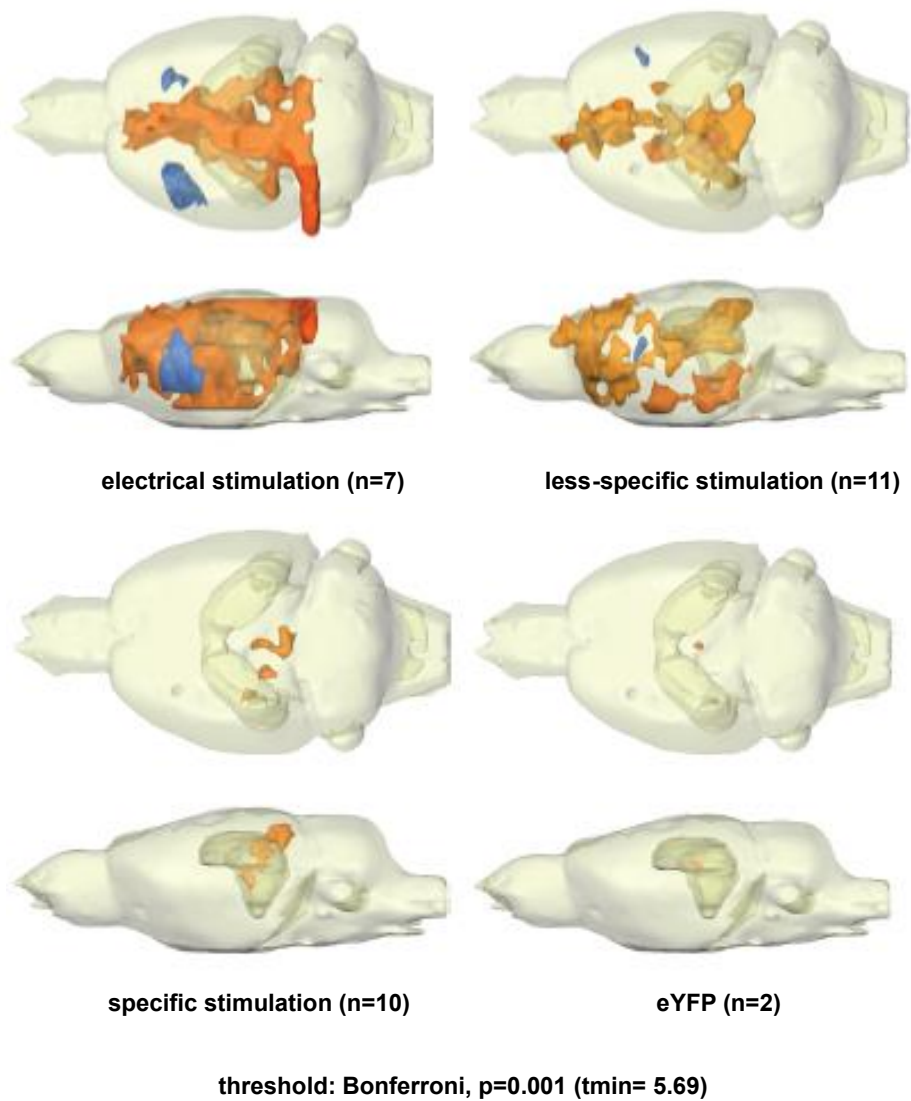 electrical stimulation (n=7)
less-specific stimulation (n=11)
specific stimulation (n=10)
eYFP (n=2)
threshold: Bonferroni, p=0.001 (tmin= 5.69)